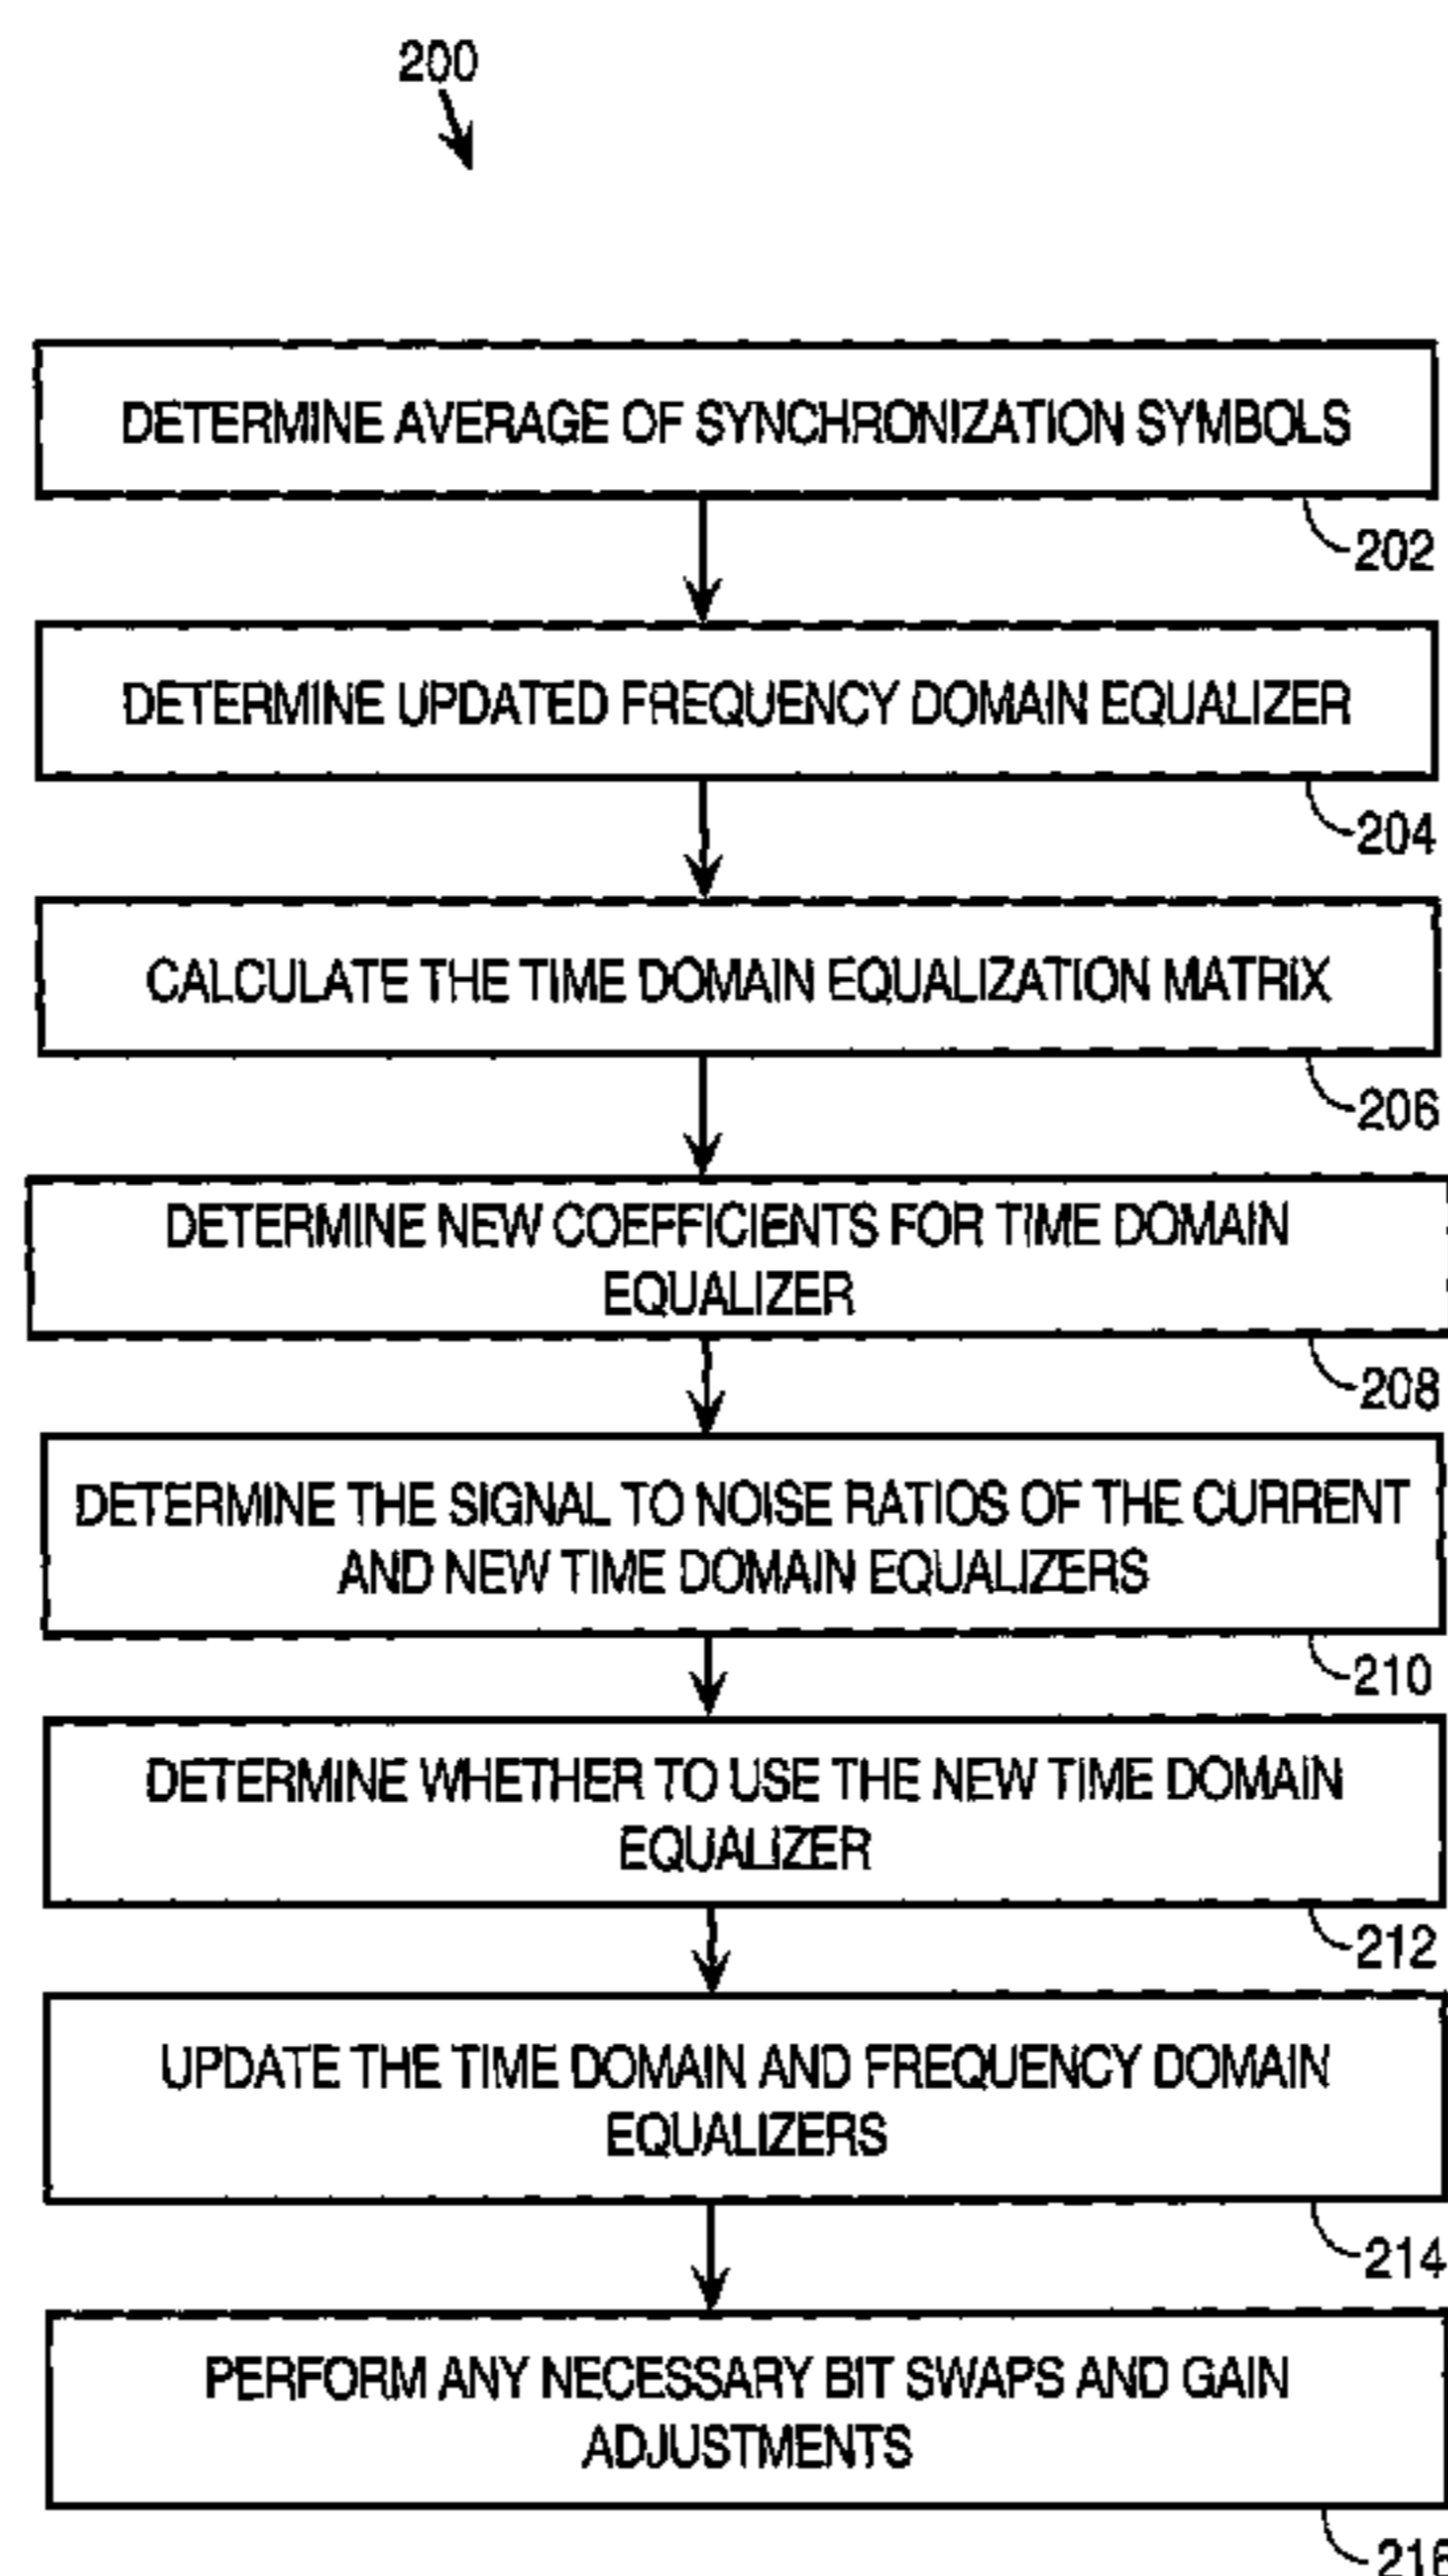 200
DETERMINE AVERAGE OF SYNCHRONIZATION SYMBOLS
202
DETERMINE UPDATED FREQUENCY DOMAIN EQUALIZER
204
CALCULATE THE TIME DOMAIN EQUALIZATION MATRIX
206
DETERMINE NEW COEFFICIENTS FOR TIME DOMAIN
EQUALIZER
208
DETERMINE THE SIGNAL TO NOISE RATIOS OF THE CURRENT
AND NEW TIME DOMAIN EQUALIZERS
210
DETERMINE WHETHER TO USE THE NEW TIME DOMAIN
EQUALIZER
212
UPDATE THE TIME DOMAIN AND FREQUENCY DOMAIN
EQUALIZERS
214
PERFORM ANY NECESSARY BIT SWAPS AND GAIN
ADJUSTMENTS
216